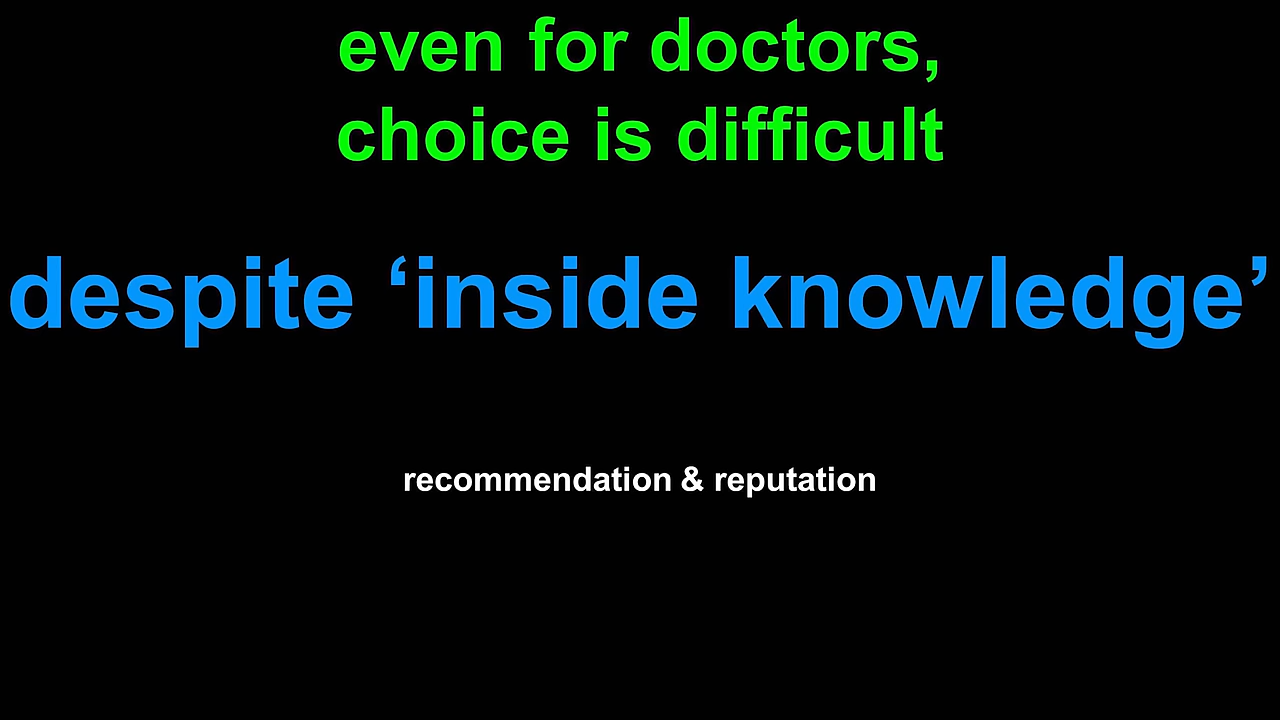 even for doctors,
choice is difficult
despite ‘inside knowledge’
recommendation & reputation